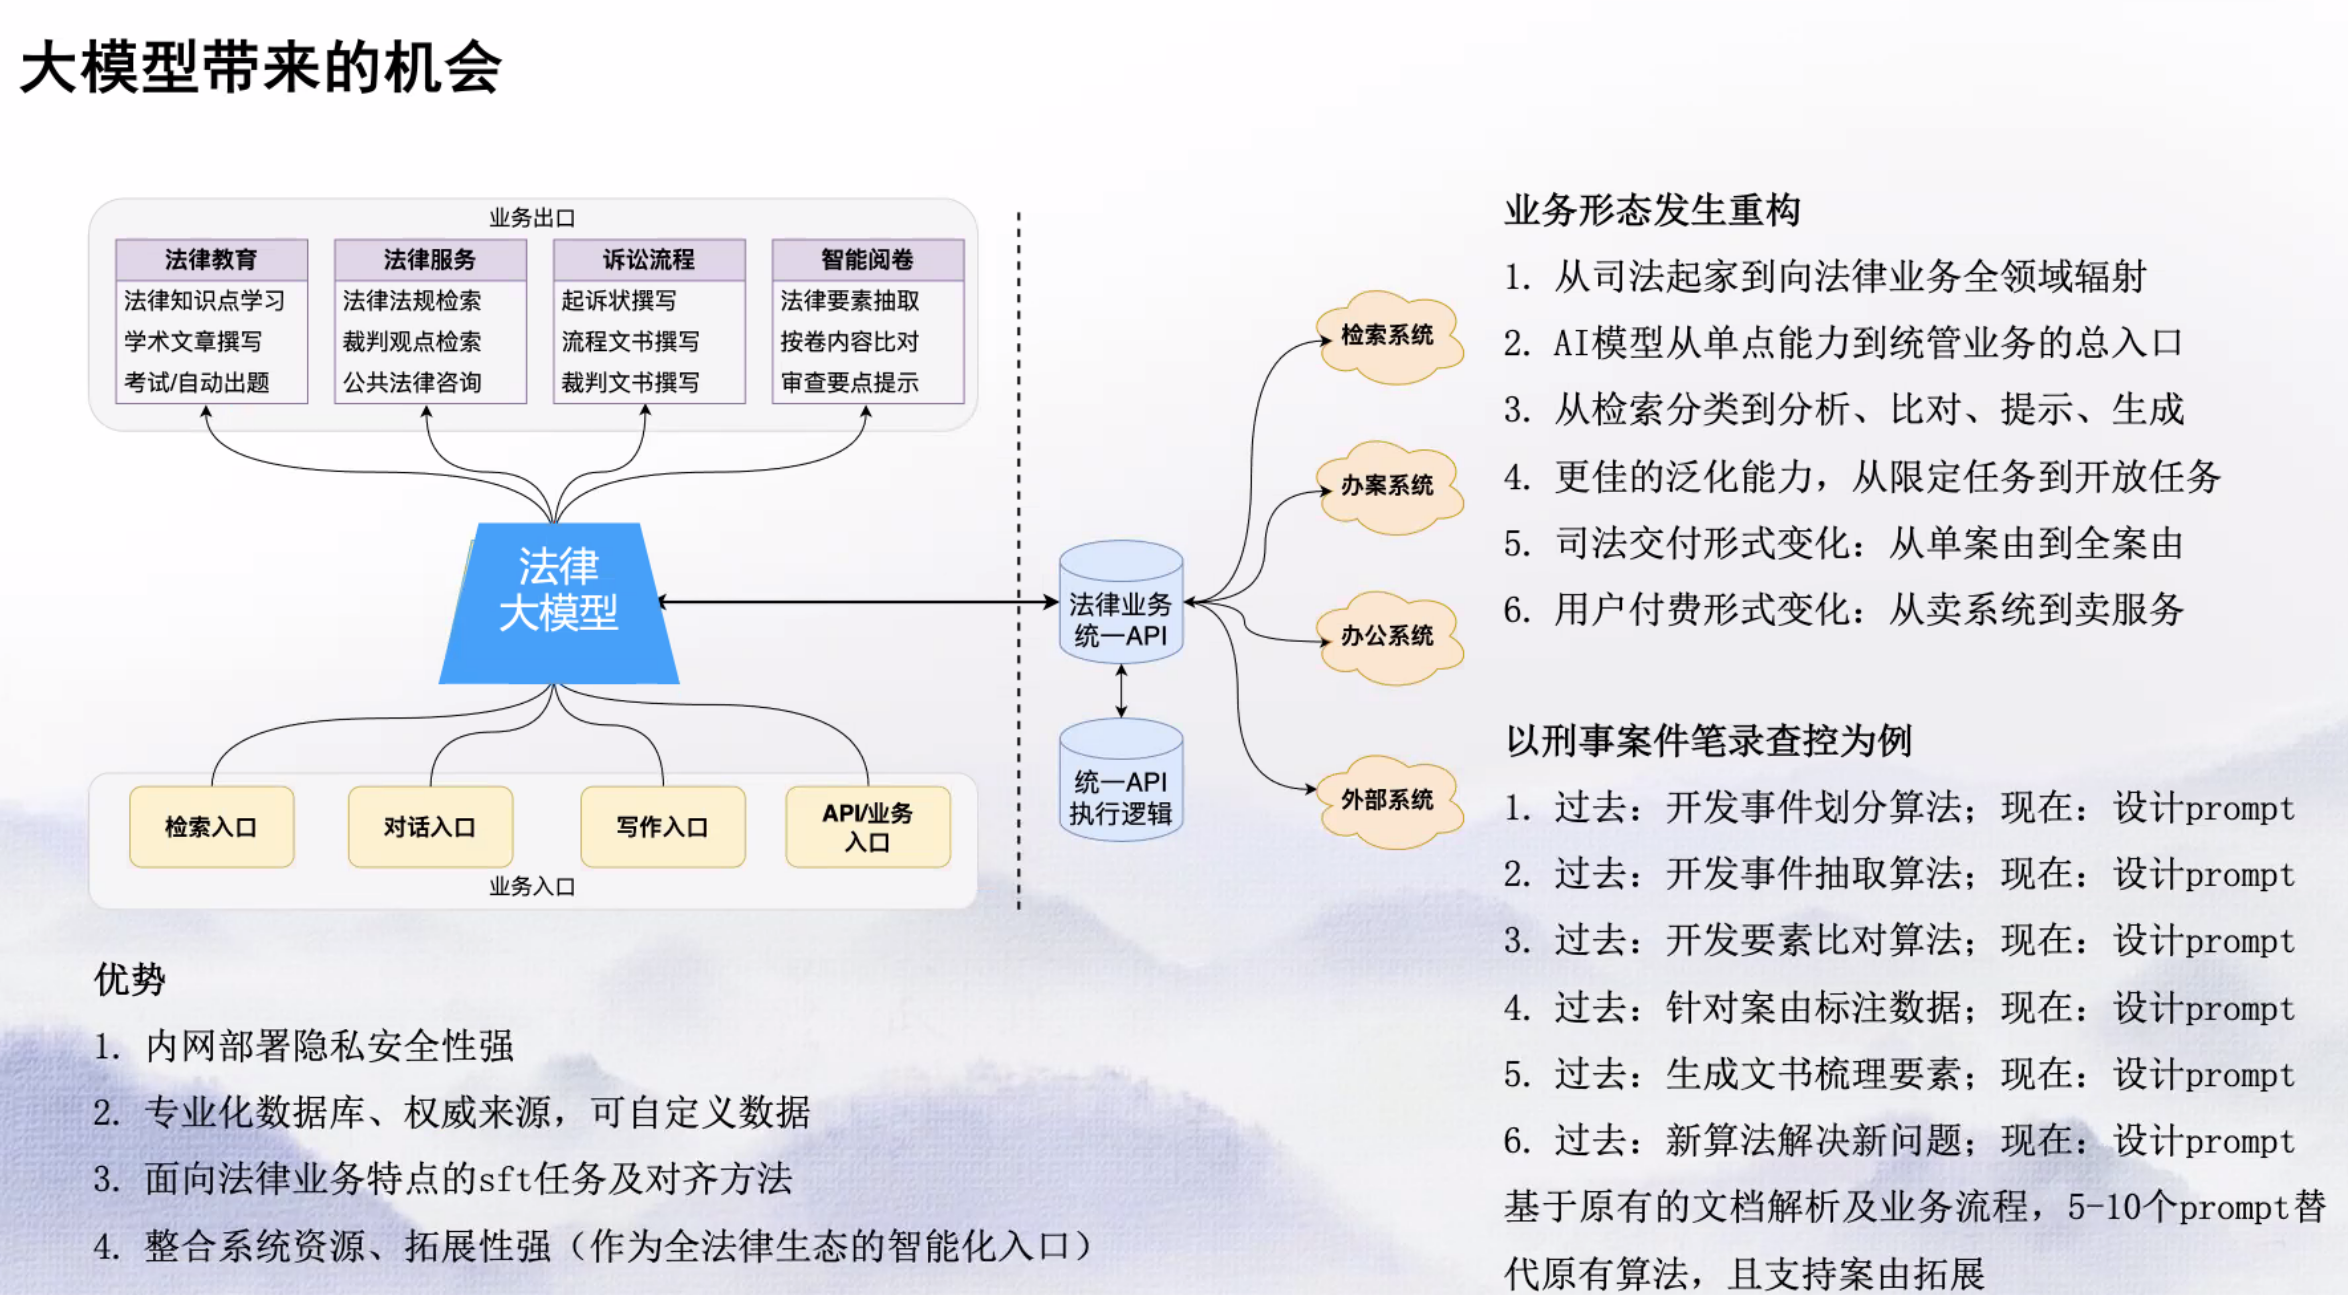 大模型带来的机会
业务出口
法律教育
法律知识点学习
学术文章撰写
考试/自动出题
法律服务
法律法规检索
裁判观点检索
公共法律咨询
诉讼流程
起诉状撰写
流程文书撰写
裁判文书撰写
智能阅卷
法律要素抽取
按卷内容比对
审查要点提示
法律
大模型
检索入口
对话入口
写作入口
API/业务
入口
业务入口
法律业务
统一API
统一API
执行逻辑
检索系统
办案系统
办公系统
外部系统
优势
1. 内网部署隐私安全性强
2. 专业化数据库、权威来源，可自定义数据
3. 面向法律业务特点的sft任务及对齐方法
4. 整合系统资源、拓展性强（作为全法律生态的智能化入口）
业务形态发生重构
1. 从司法起家到向法律业务全领域辐射
2. AI模型从单点能力到统管业务的总入口
3. 从检索分类到分析、比对、提示、生成
4. 更佳的泛化能力，从限定任务到开放任务
5. 司法交付形式变化：从单案由到全案由
6. 用户付费形式变化：从卖系统到卖服务
以刑事案件笔录查控为例
1. 过去：开发事件划分算法；现在：设计prompt
2. 过去：开发事件抽取算法；现在：设计prompt
3. 过去：开发要素比对算法；现在：设计prompt
4. 过去：针对案由标注数据；现在：设计prompt
5. 过去：生成文书梳理要素；现在：设计prompt
6. 过去：新算法解决新问题；现在：设计prompt
基于原有的文档解析及业务流程，5-10个prompt替
代原有算法，且支持案由拓展